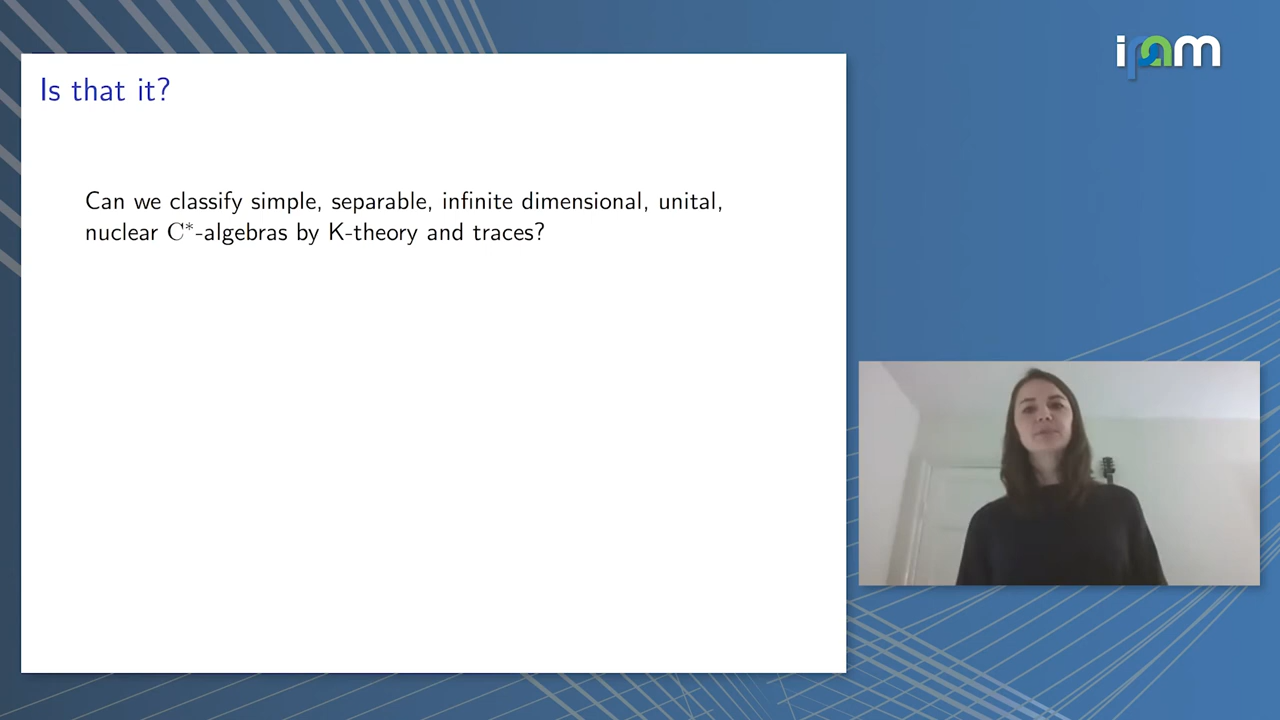 ipam
Is that it?
Can we classify simple, separable, infinite dimensional, unital,
nuclear C*-algebras by K-theory and traces?